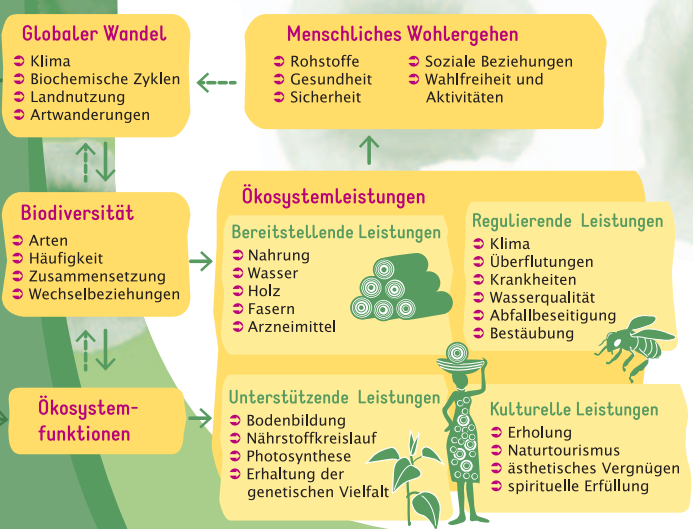 Globaler Wandel
Klima
Biochemische Zyklen
Landnutzung
Artwanderungen
Menschliches Wohlergehen
Rohstoffe
Gesundheit
Sicherheit
Soziale Beziehungen
Wahlfreiheit und
Aktivitäten
Biodiversität
Arten
Häufigkeit
Zusammensetzung
Wechselbeziehungen
Ökosystemleistungen
Bereitstellende Leistungen
Nahrung
Wasser
Holz
Fasern
Arzneimittel
Regulierende Leistungen
Klima
Überflutungen
Krankheiten
Wasserqualität
Abfallbeseitigung
Bestäubung
Ökosystem-
funktionen
Unterstützende Leistungen
Bodenbildung
Nährstoffkreislauf
Photosynthese
Erhaltung der
genetischen Vielfalt
Kulturelle Leistungen
Erholung
Naturtourismus
ästhetisches Vergnügen
spirituelle Erfüllung